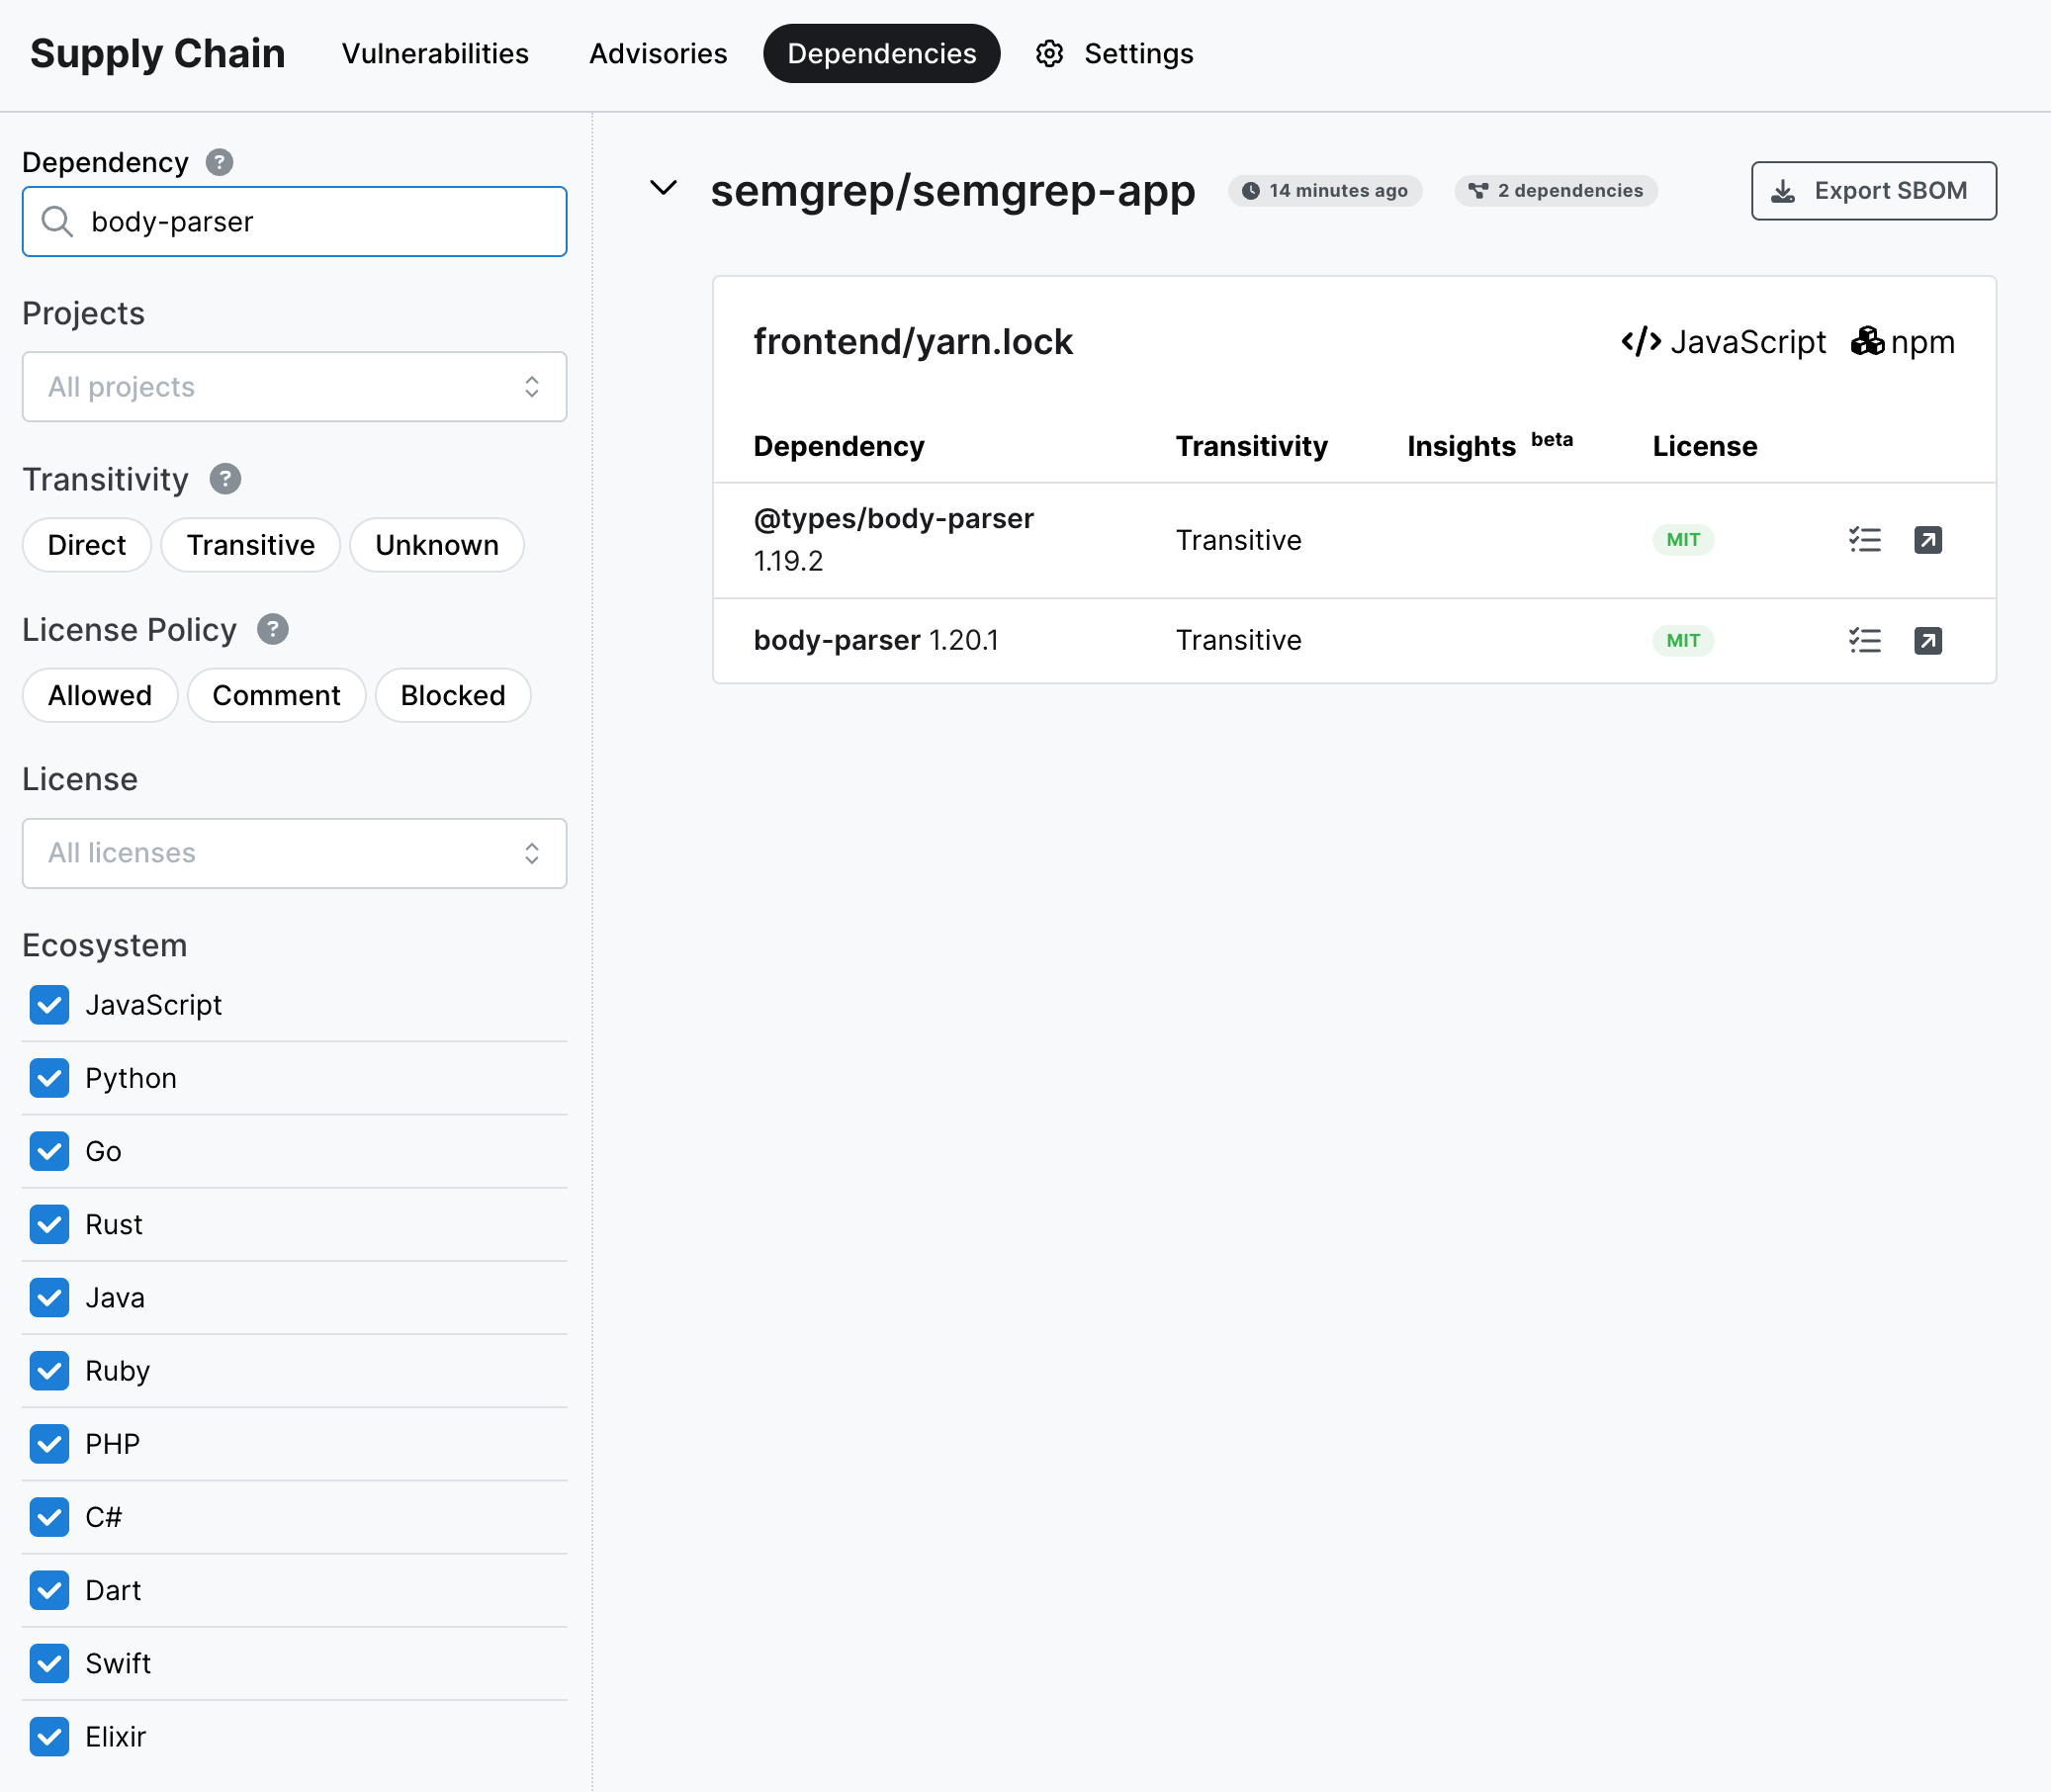 Supply Chain
Vulnerabilities
Advisories
Dependencies
Settings
Dependency ?
body-parser
Projects
All projects
Transitivity ?
Direct
Transitive
Unknown
License Policy ?
Allowed
Comment
Blocked
License
All licenses
Ecosystem
JavaScript
Python
Go
Rust
Java
Ruby
PHP
C#
Dart
Swift
Elixir
semgrep/semgrep-app
14 minutes ago
2 dependencies
Export SBOM
frontend/yarn.lock
</> JavaScript
npm
Dependency Transitivity Insights beta License
@types/body-parser
1.19.2
Transitive
MIT
body-parser 1.20.1
Transitive
MIT